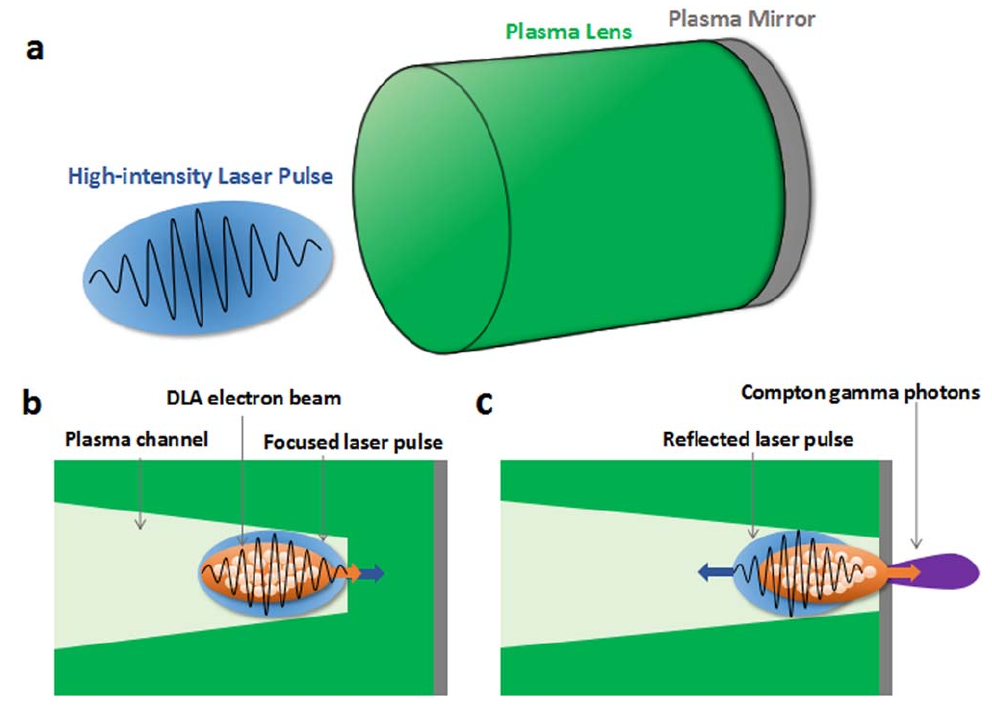 a
Plasma Lens
Plasma Mirror
High-intensity Laser Pulse
b
DLA electron beam
Plasma channel
Focused laser pulse
c
Compton gamma photons
Reflected laser pulse